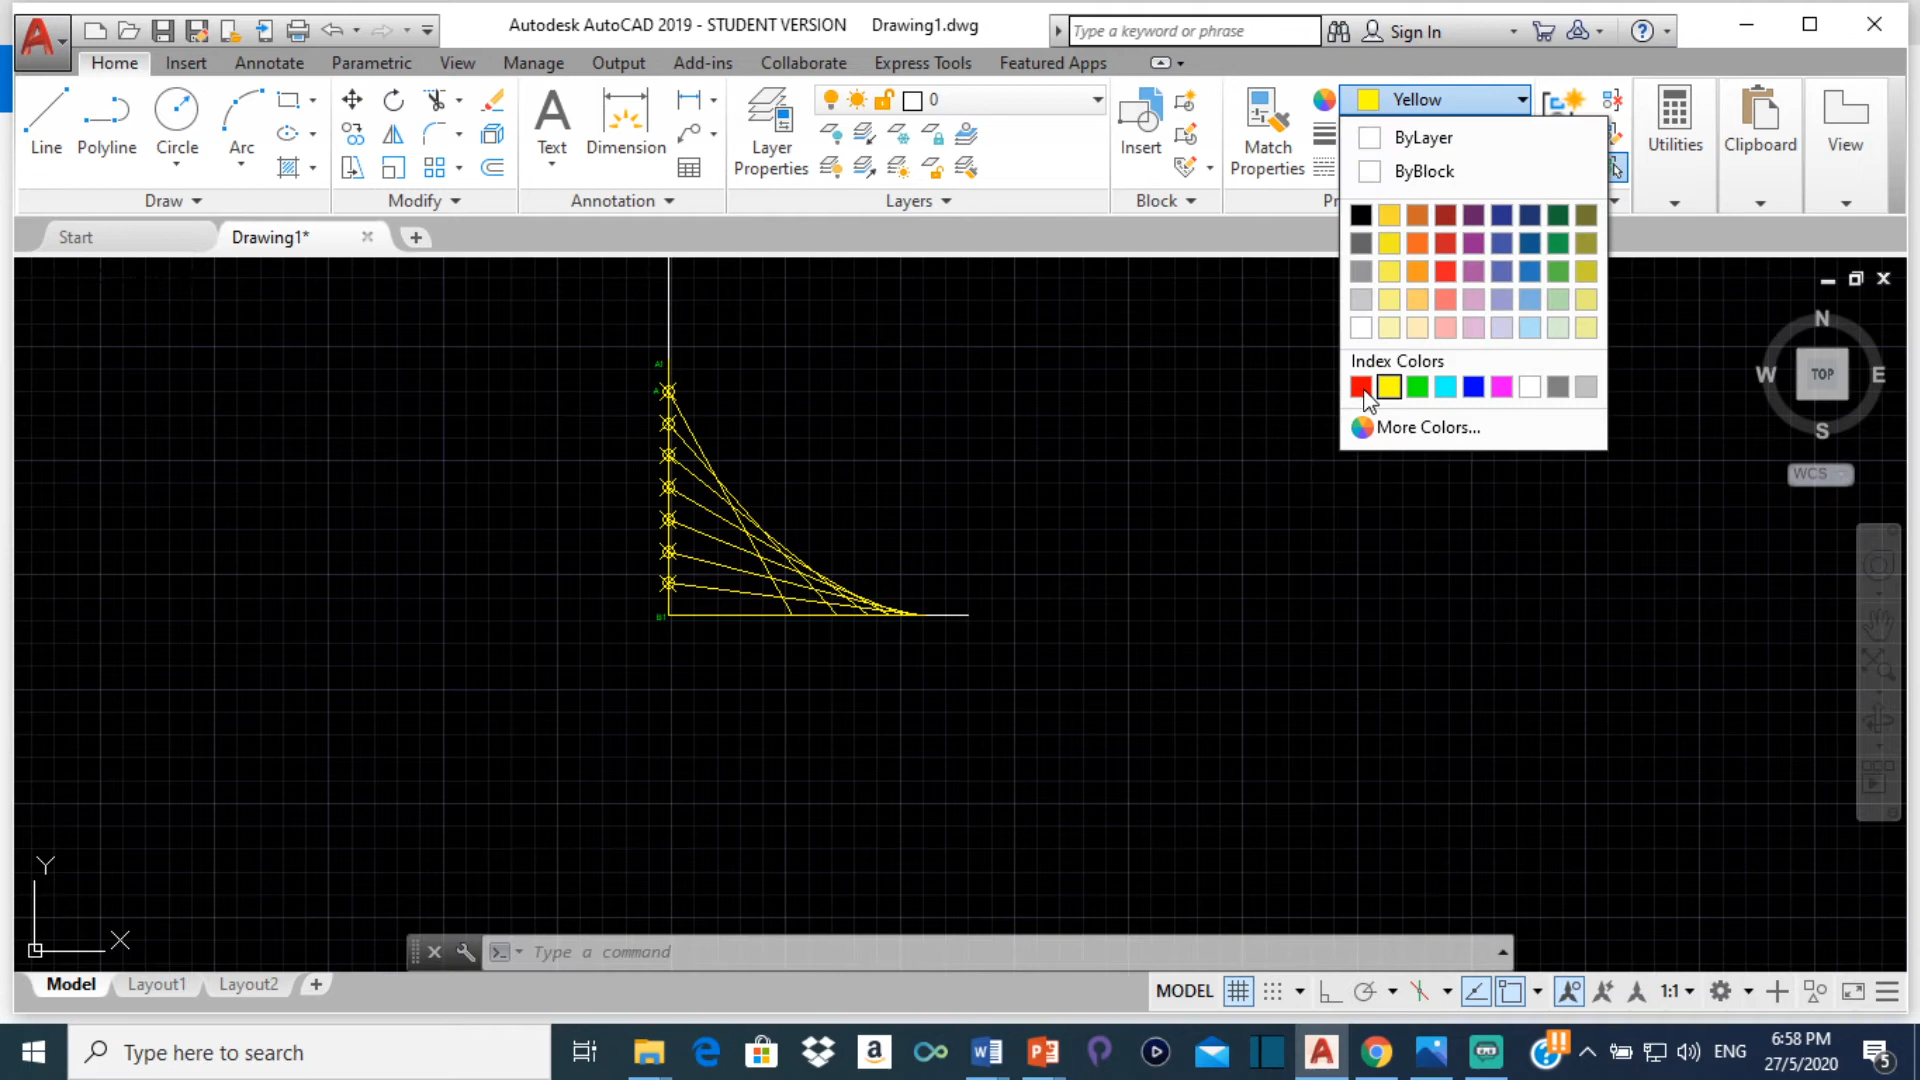 Autodesk AutoCAD 2019 - STUDENT VERSION Drawing1.dwg
Type a keyword or phrase
Sign In
Home Insert Annotate Parametric View Manage Output Add-ins Collaborate Express Tools Featured Apps
Line Polyline Circle Arc
Text Dimension
Layer Properties
0
Insert
Match Properties
Yellow
Utilities Clipboard View
Draw Modify Annotation Layers Block Pr
ByLayer
ByBlock
Index Colors
More Colors...
Start Drawing1*
N
W TOP E
S
WCS
A1
A
B1
Y
X
Type a command
Model Layout1 Layout2
MODEL 1:1
Type here to search
ENG
6:58 PM
27/5/2020
5